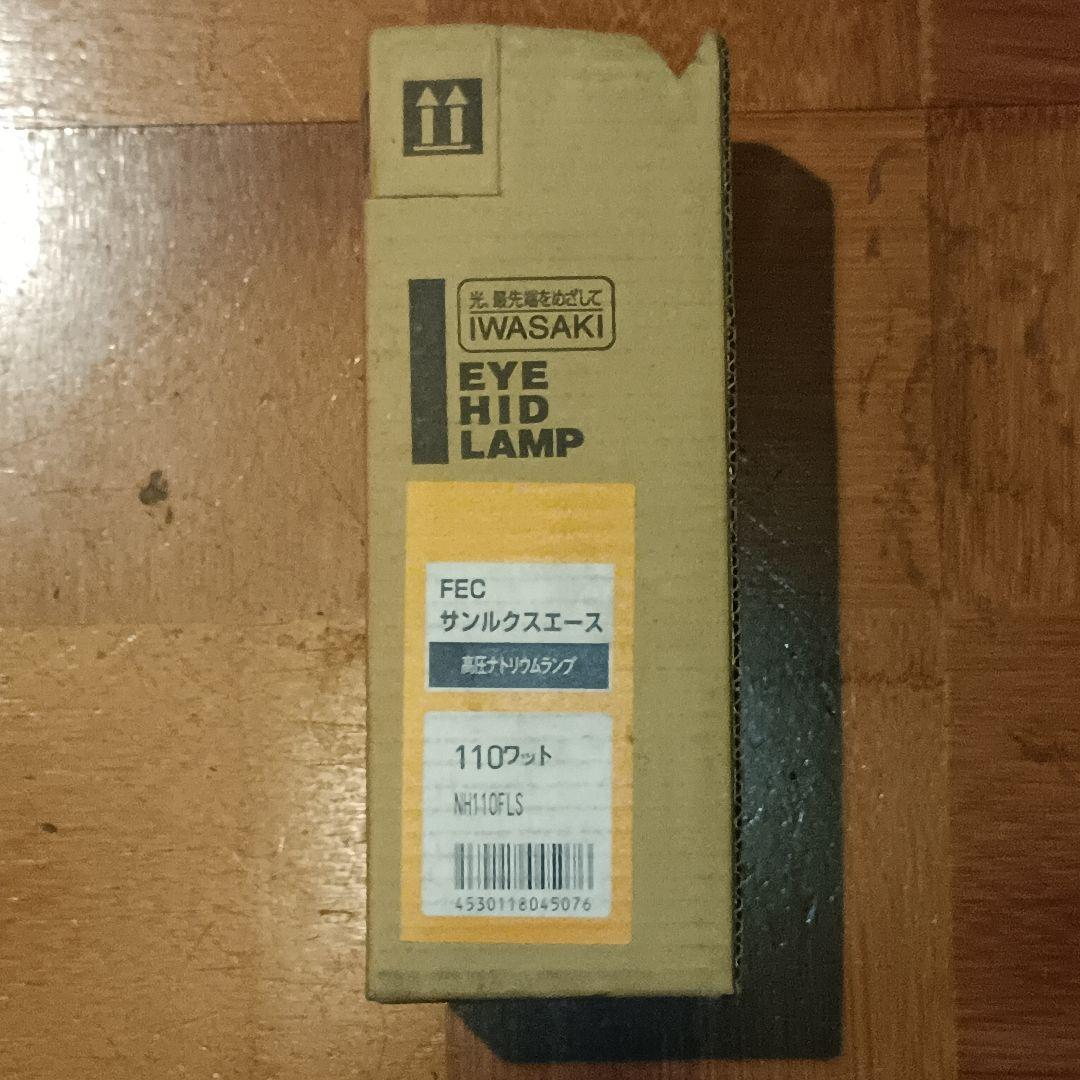 光、最先端をめざして
IWASAKI
EYE
HID
LAMP
FEC
サンルクスエース
高圧ナトリウムランプ
110ワット
NH110FLS
4530118045076